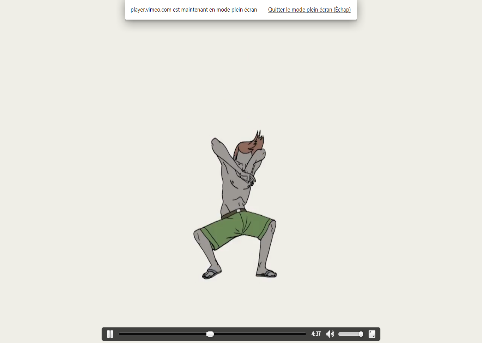 player.vimeo.com est maintenant en mode plein écran Quitter le mode plein écran (Échap)
4:37